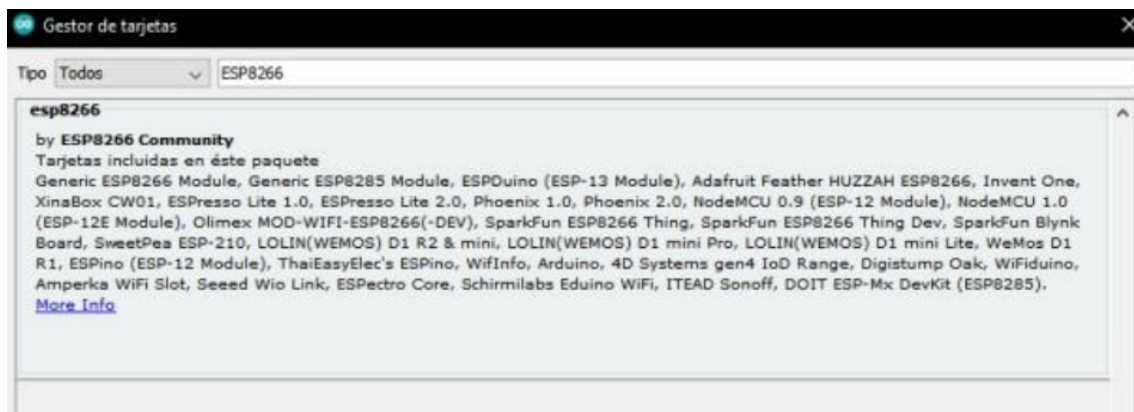 Gestor de tarjetas
Tipo Todos ESP8266
esp8266
by ESP8266 Community
Tarjetas incluidas en éste paquete
Generic ESP8266 Module, Generic ESP8285 Module, ESPDuino (ESP-13 Module), Adafruit Feather HUZZAH ESP8266, Invent One,
XinaBox CW01, ESPresso Lite 1.0, ESPresso Lite 2.0, Phoenix 1.0, Phoenix 2.0, NodeMCU 0.9 (ESP-12 Module), NodeMCU 1.0
(ESP-12E Module), Olimex MOD-WIFI-ESP8266(-DEV), SparkFun ESP8266 Thing, SparkFun ESP8266 Thing Dev, SparkFun Blynk
Board, SweetPea ESP-210, LOLIN(WEMOS) D1 R2 & mini, LOLIN(WEMOS) D1 mini Pro, LOLIN(WEMOS) D1 mini Lite, WeMos D1
R1, ESPino (ESP-12 Module), ThaiEasyElec's ESPino, WifInfo, Arduino, 4D Systems gen4 IoD Range, Digistump Oak, WiFiduino,
Amperka WiFi Slot, Seeed Wio Link, ESPectro Core, Schirmilabs Eduino WiFi, ITEAD Sonoff, DOIT ESP-Mx DevKit (ESP8285).
More Info